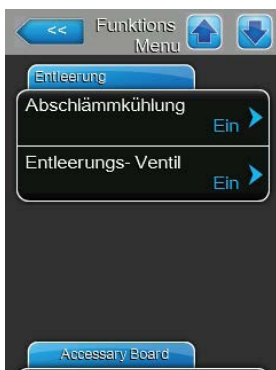 <<
Funktions
Menu
Entleerung
Abschlämmkühlung
Ein
Entleerungs- Ventil
Ein
Accessary Board